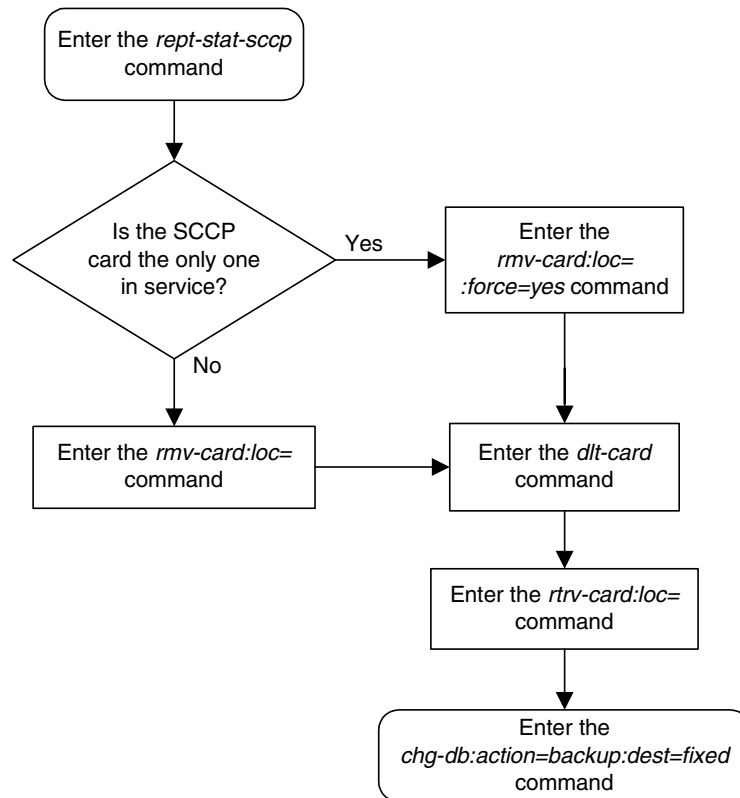 Enter the rept-stat-sccp
command
Is the SCCP
card the only one
in service?
Yes
Enter the
rmv-card:loc=
:force=yes command
No
Enter the rmv-card:loc=
command
Enter the dlt-card
command
Enter the rtrv-card:loc=
command
Enter the
chg-db:action=backup:dest=fixed
command